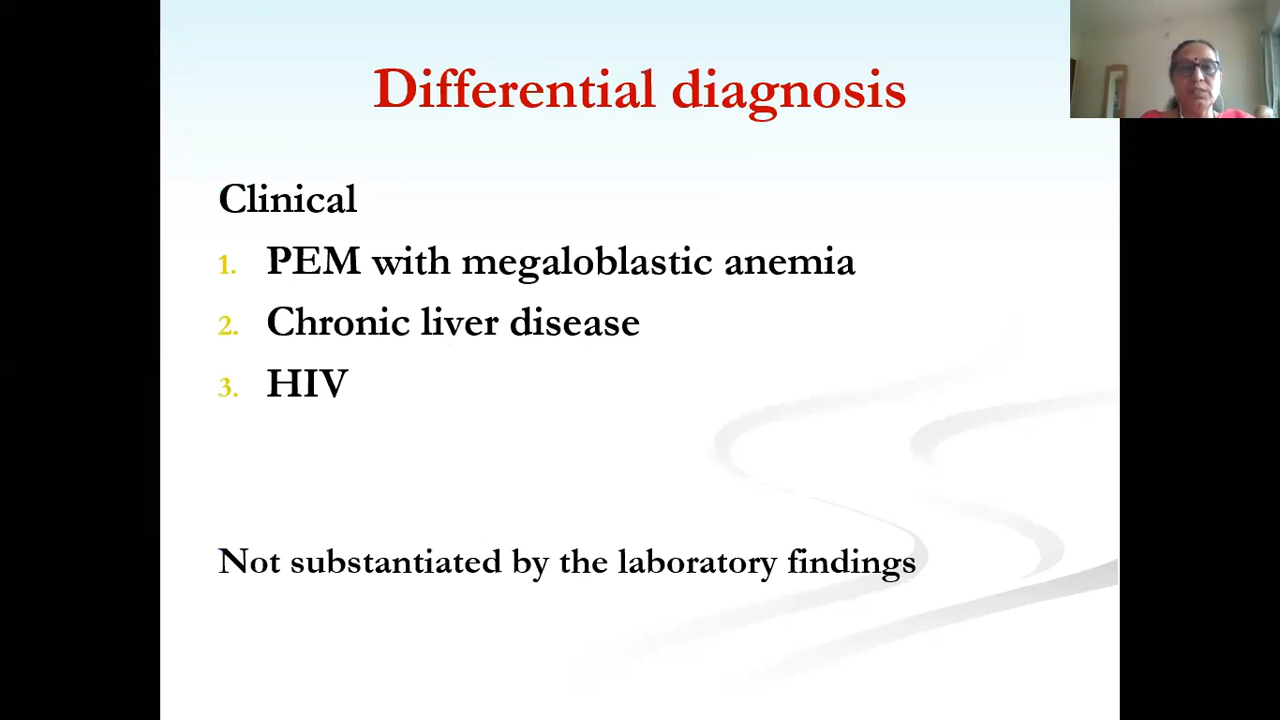 Differential diagnosis
Clinical
1. PEM with megaloblastic anemia
2. Chronic liver disease
3. HIV
Not substantiated by the laboratory findings